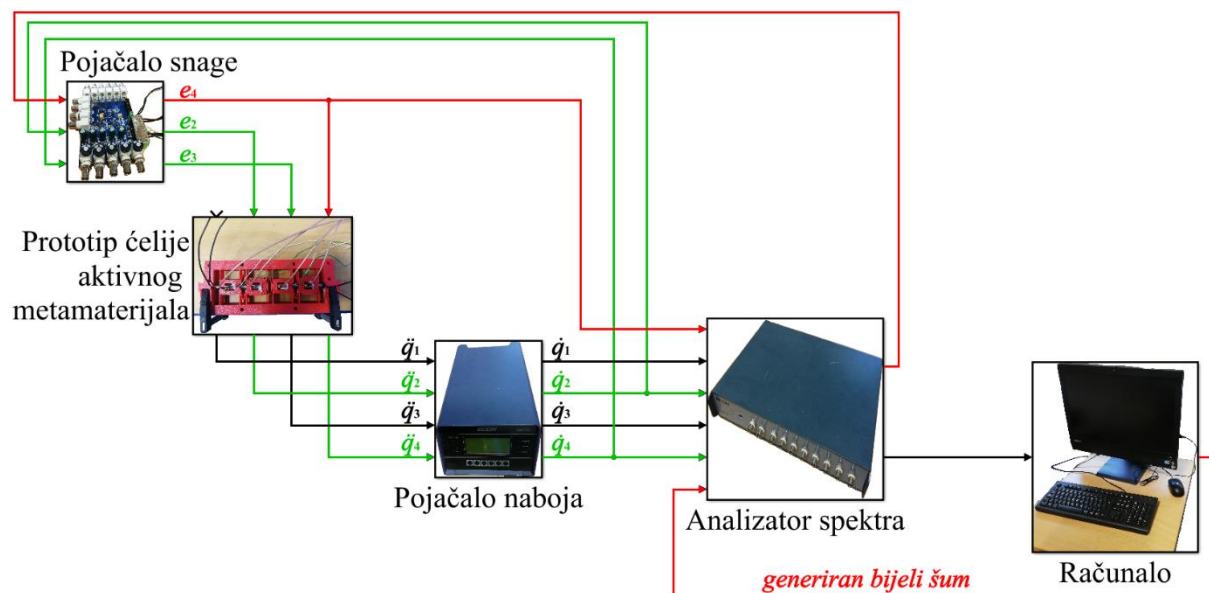 Pojačalo snage
e4
e2
e3
Prototip ćelije
aktivnog
metamaterijala
q̈1
q̇1
q̈2
q̇2
q̈3
q̇3
q̈4
q̇4
Pojačalo naboja
Analizator spektra
generiran bijeli šum
Računalo